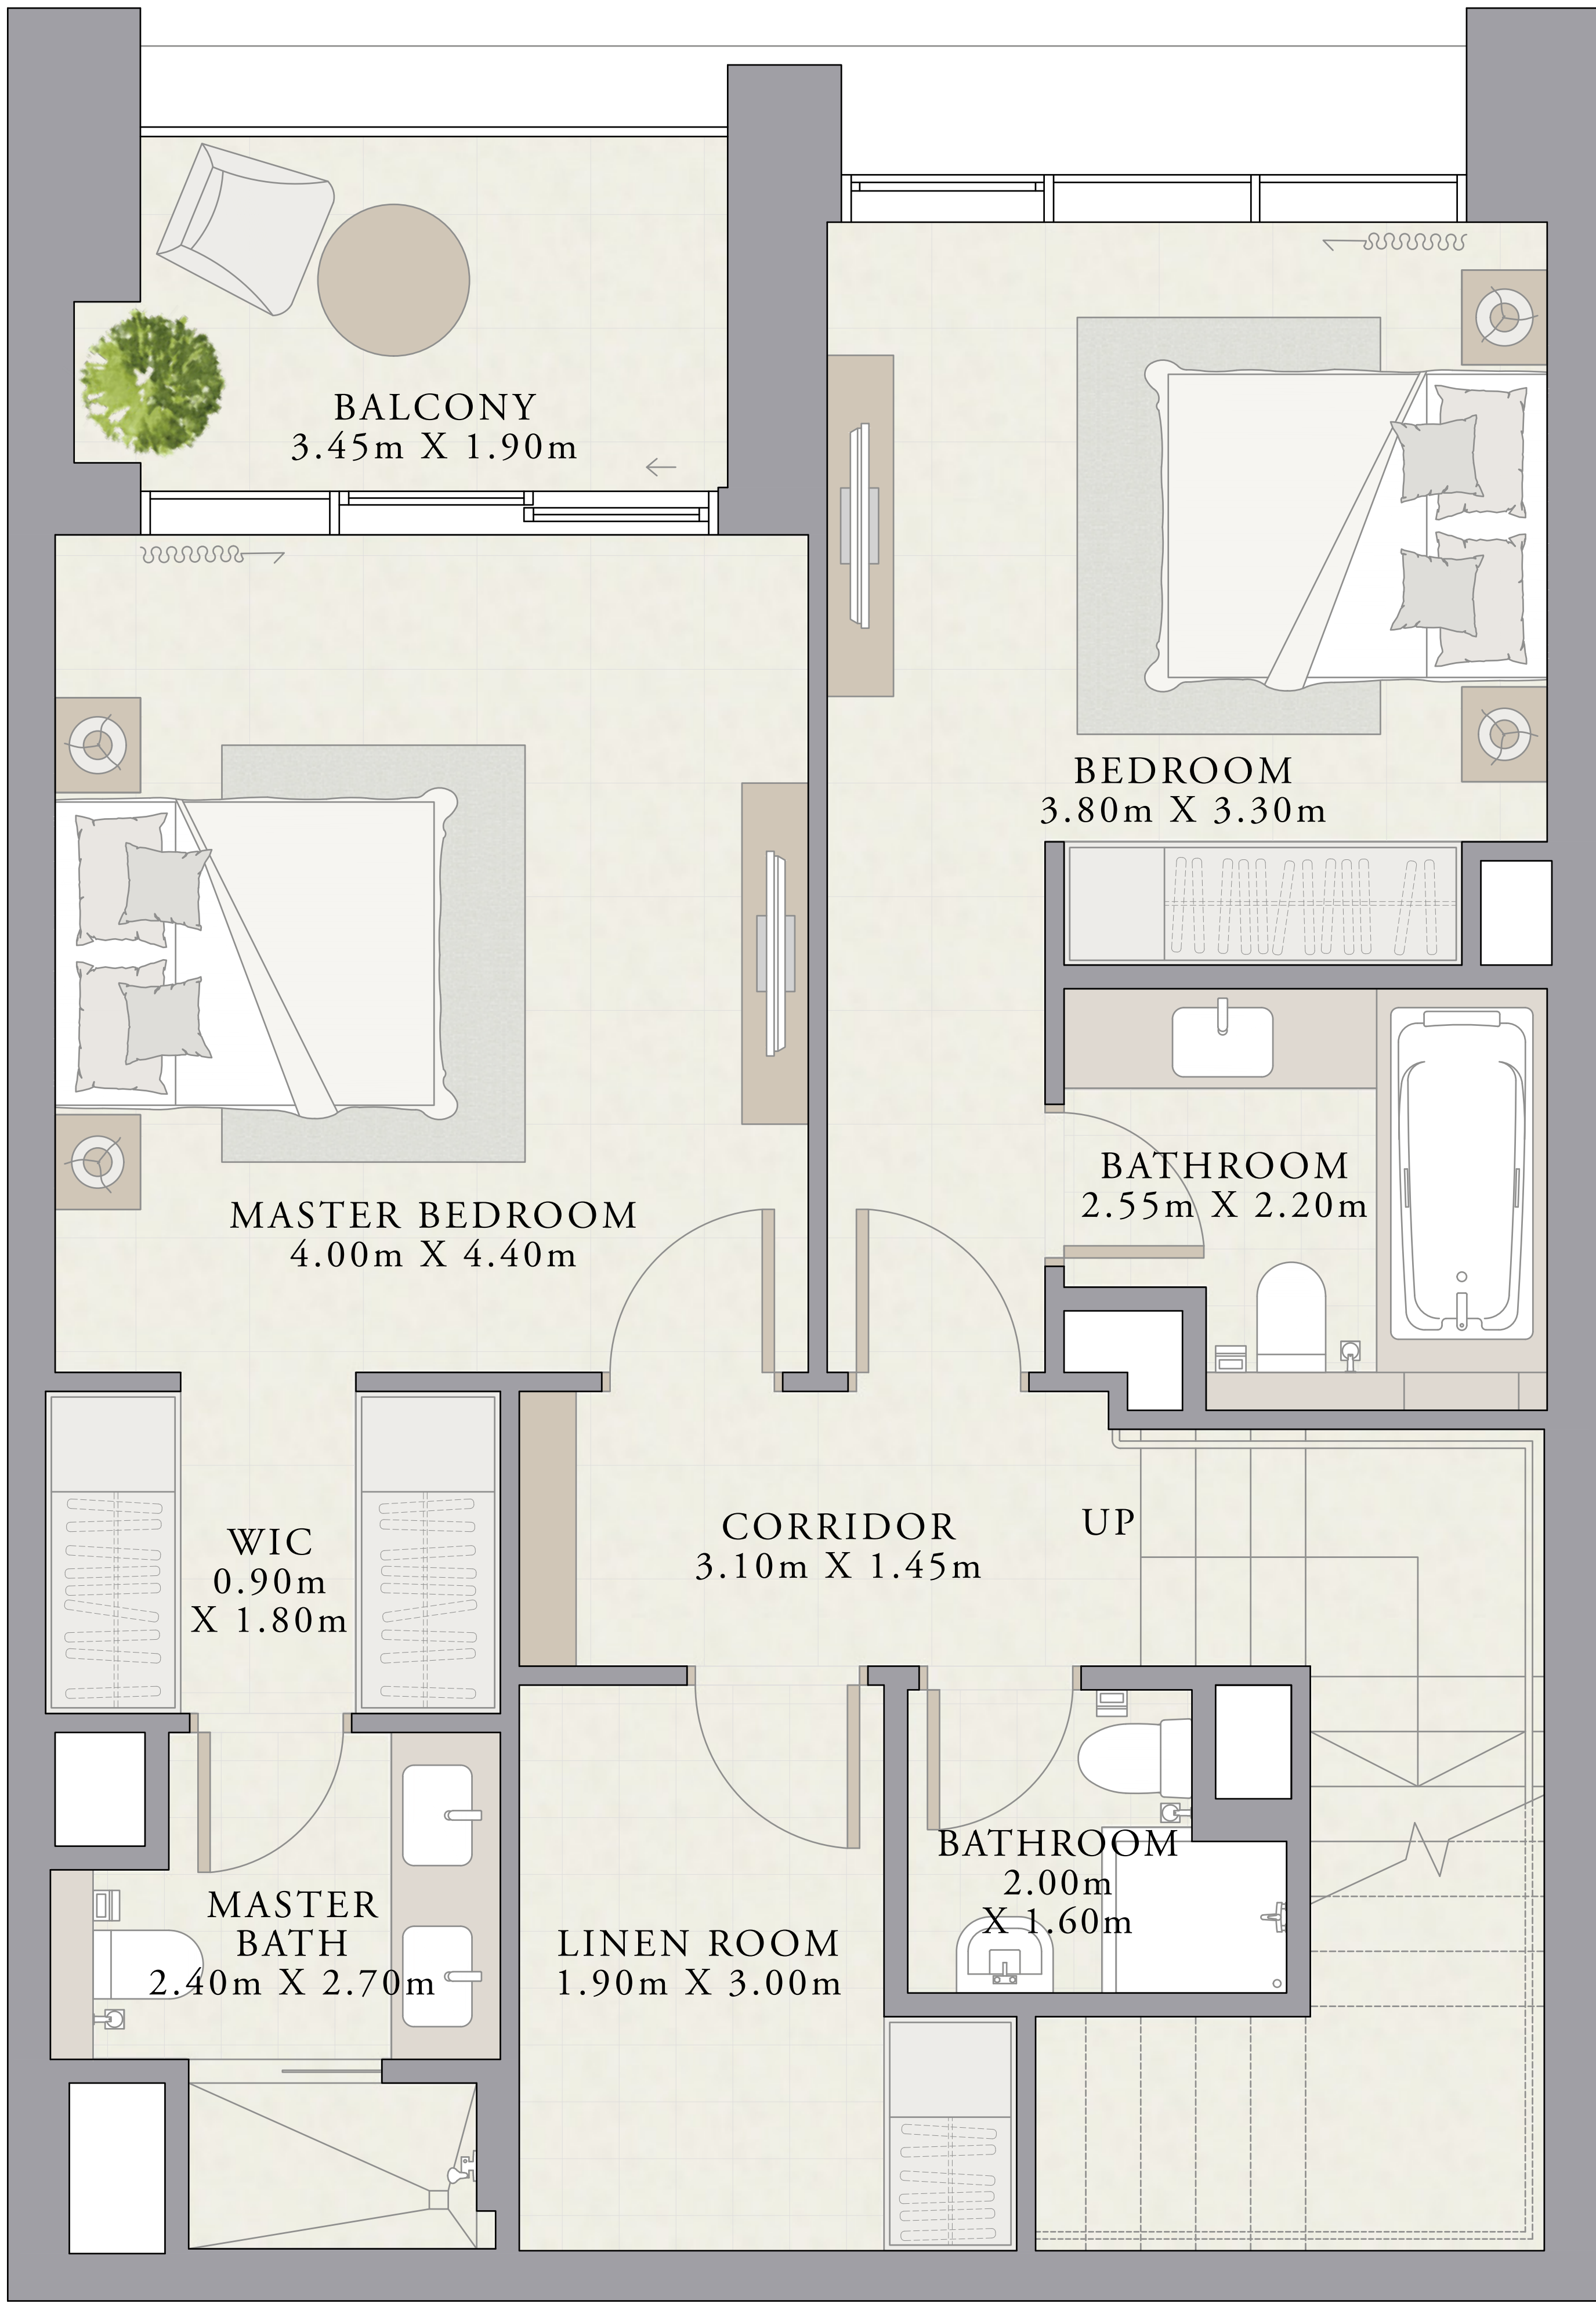 BALCONY
3.45m X 1.90m
BEDROOM
3.80m X 3.30m
BATHROOM
2.55m X 2.20m
MASTER BEDROOM
4.00m X 4.40m
CORRIDOR
3.10m X 1.45m
UP
WIC
0.90m
X 1.80m
BATHROOM
2.00m
X 1.60m
MASTER
BATH
2.40m X 2.70m
LINEN ROOM
1.90m X 3.00m